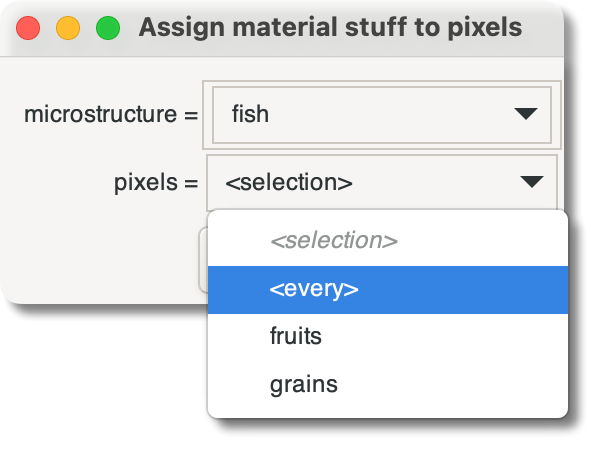 Assign material stuff to pixels
microstructure = fish
pixels = <selection>
<selection>
<every>
fruits
grains